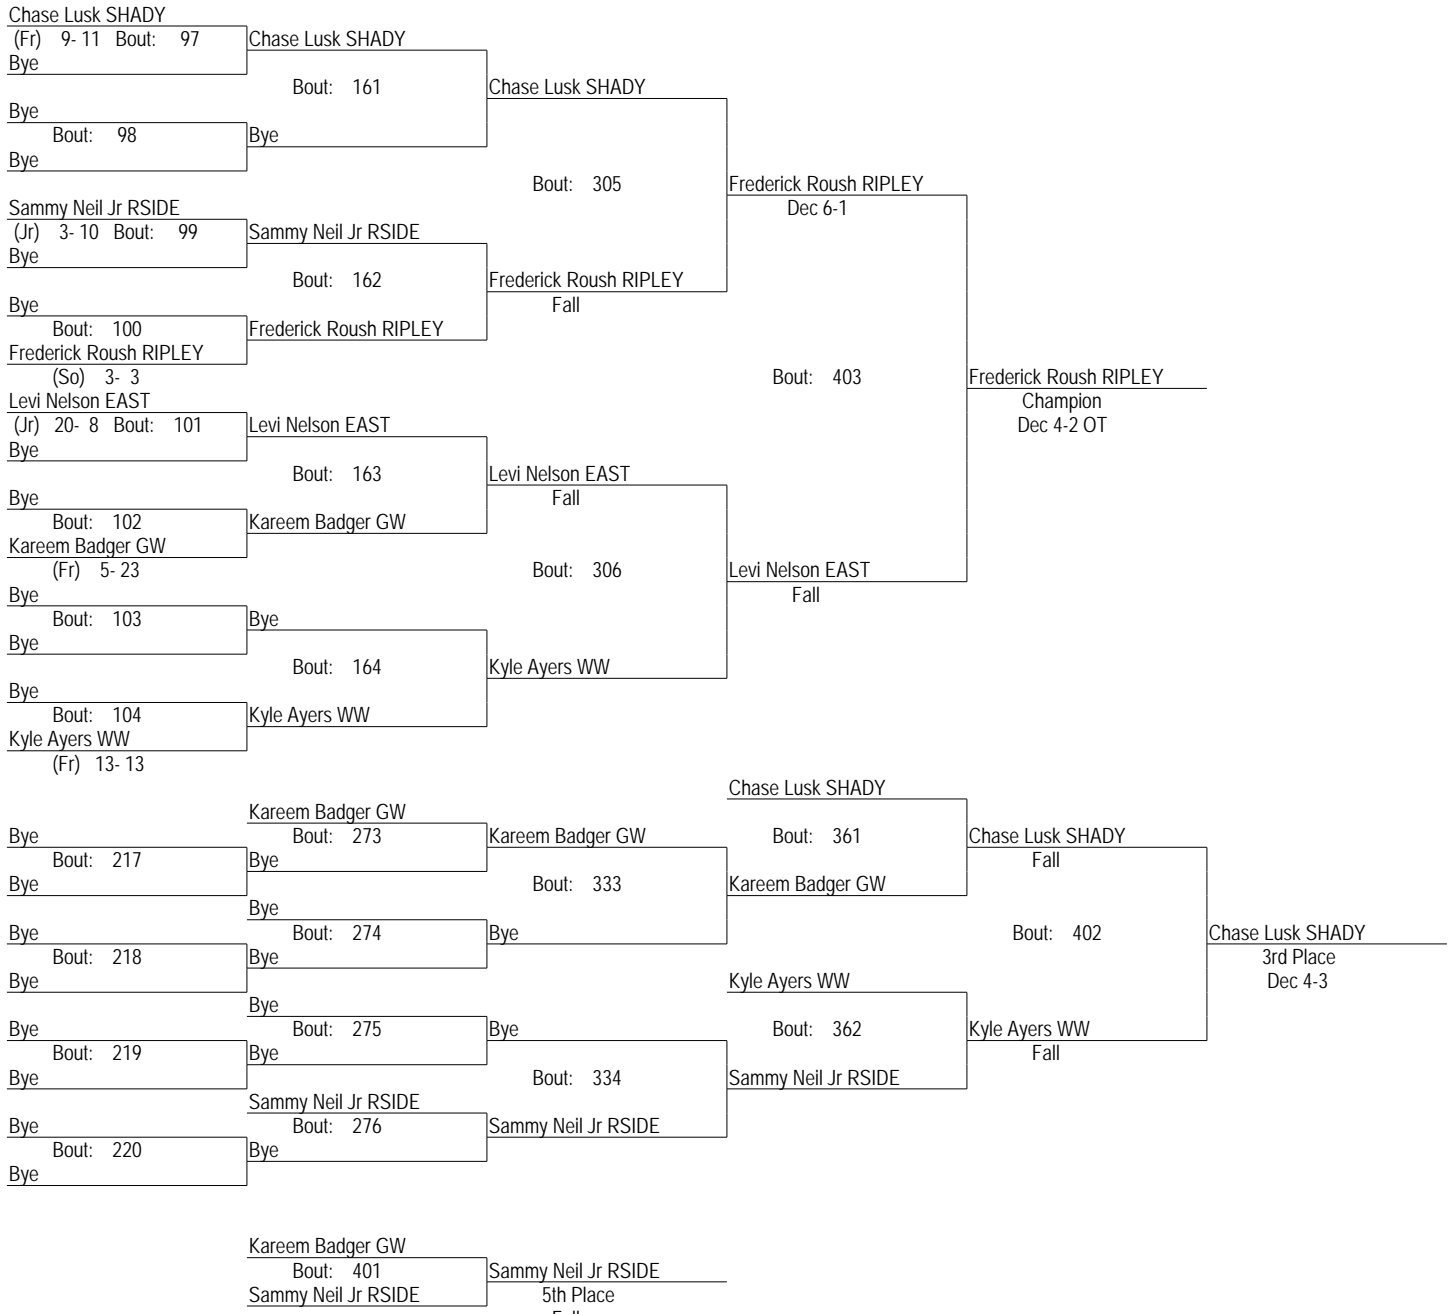 Chase Lusk SHADY
(Fr) 9- 11 Bout: 97 Chase Lusk SHADY
Bye
Bout: 161 Chase Lusk SHADY
Bye
Bout: 98 Bye
Bye
Bout: 305 Frederick Roush RIPLEY
Sammy Neil Jr RSIDE Dec 6-1
(Jr) 3- 10 Bout: 99 Sammy Neil Jr RSIDE
Bye
Bout: 162 Frederick Roush RIPLEY
Bye Fall
Bout: 100 Frederick Roush RIPLEY
Frederick Roush RIPLEY
(So) 3- 3 Bout: 403 Frederick Roush RIPLEY
Levi Nelson EAST Champion
(Jr) 20- 8 Bout: 101 Levi Nelson EAST Dec 4-2 OT
Bye
Bout: 163 Levi Nelson EAST
Bye Fall
Bout: 102 Kareem Badger GW
Kareem Badger GW
(Fr) 5- 23 Bout: 306 Levi Nelson EAST
Bye Fall
Bout: 103 Bye
Bye
Bout: 164 Kyle Ayers WW
Bye
Bout: 104 Kyle Ayers WW
Kyle Ayers WW
(Fr) 13- 13
Chase Lusk SHADY
Kareem Badger GW
Bye Bout: 273 Kareem Badger GW Bout: 361 Chase Lusk SHADY
Bout: 217 Bye Fall
Bye Bout: 333 Kareem Badger GW
Bye
Bye Bout: 274 Bye Bout: 402 Chase Lusk SHADY
Bout: 218 Bye 3rd Place
Bye Kyle Ayers WW Dec 4-3
Bye
Bye Bout: 275 Bye Bout: 362 Kyle Ayers WW
Bout: 219 Bye Fall
Bye Bout: 334 Sammy Neil Jr RSIDE
Sammy Neil Jr RSIDE
Bye Bout: 276 Sammy Neil Jr RSIDE
Bout: 220 Bye
Bye
Kareem Badger GW
Bout: 401 Sammy Neil Jr RSIDE
Sammy Neil Jr RSIDE 5th Place